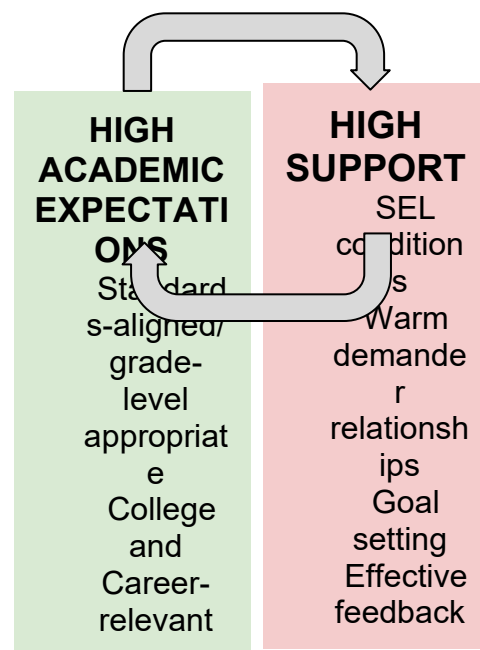 HIGH
ACADEMIC
EXPECTATI
ONS
Standard
s-aligned/
grade-
level
appropriat
e
College
and
Career-
relevant
HIGH
SUPPORT
SEL
condition
s
Warm
demande
r
relationsh
ips
Goal
setting
Effective
feedback